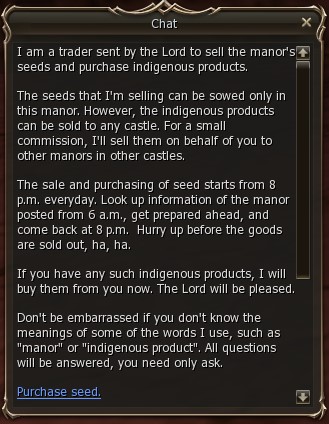 Chat
I am a trader sent by the Lord to sell the manor's
seeds and purchase indigenous products.
The seeds that I'm selling can be sowed only in
this manor. However, the indigenous products
can be sold to any castle. For a small
commission, I'll sell them on behalf of you to
other manors in other castles.
The sale and purchasing of seed starts from 8
p.m. everyday. Look up information of the manor
posted from 6 a.m., get prepared ahead, and
come back at 8 p.m.  Hurry up before the goods
are sold out, ha, ha.
If you have any such indigenous products, I will
buy them from you now. The Lord will be pleased.
Don't be embarrassed if you don't know the
meanings of some of the words I use, such as
"manor" or "indigenous product". All questions
will be answered, you need only ask.
Purchase seed.